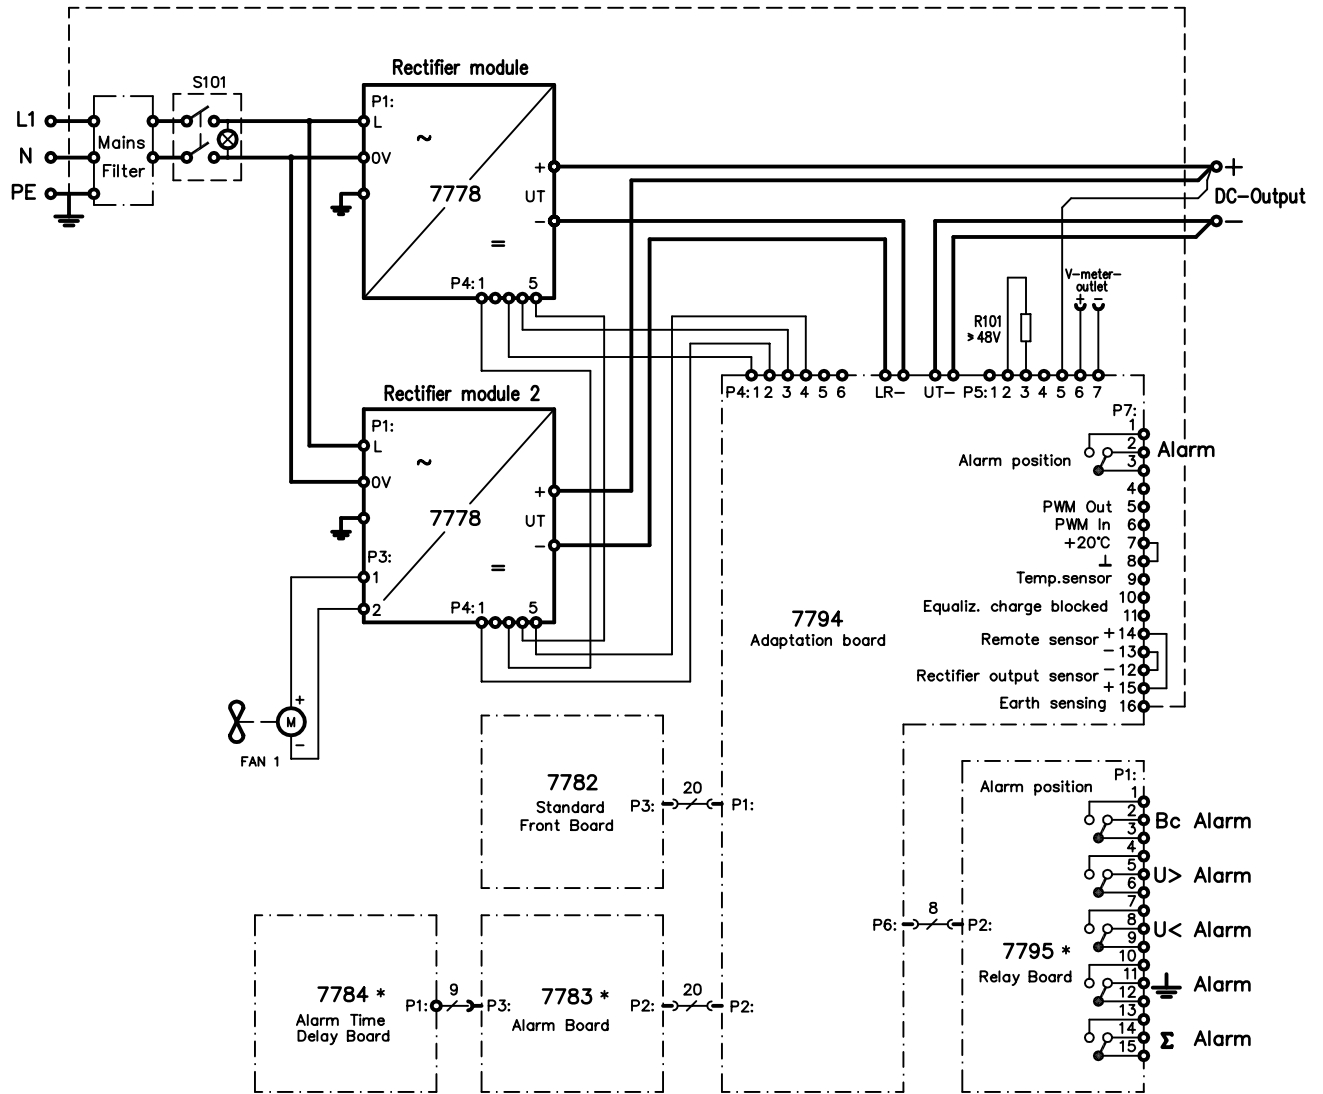 Rectifier module
S101
P1:
L1
L
~
Mains
N
0V
Filter
+
+
PE
7778
UT
DC-Output
−
−
=
P4: 1
5
V-meter-
outlet
+ −
R101
> 48V
Rectifier module 2
P4: 1 2 3 4 5 6
LR−
UT−
P5: 1 2 3 4 5 6 7
P1:
L
~
0V
+
7778
UT
−
P3:
=
1
2
P4: 1
5
P7:
1
2
3
Alarm
Alarm position
4
PWM Out 5
PWM In 6
+20°C 7
⊥ 8
Temp.sensor 9
10
Equaliz. charge blocked
11
Remote sensor + 14
− 13
Rectifier output sensor − 12
+ 15
Earth sensing 16
7794
Adaptation board
+
M
−
FAN 1
7782
Standard
Front Board
P3:
20
P1:
P1:
Alarm position
1
2
3
Bc Alarm
4
5
6
U> Alarm
7
8
9
U< Alarm
10
11
12
Alarm
13
14
15
Σ Alarm
P6:
8
P2:
7795 *
Relay Board
7784 *
Alarm Time
Delay Board
P1:
9
P3:
7783 *
Alarm Board
P2:
20
P2: